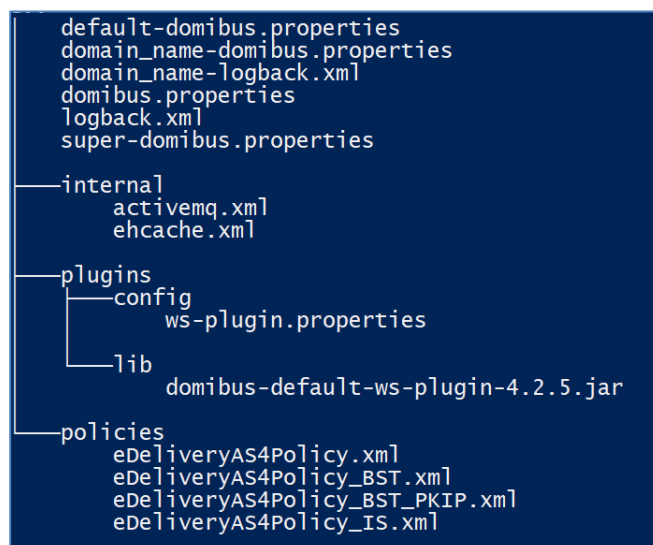 default-domibus.properties
domain_name-domibus.properties
domain_name-logback.xml
domibus.properties
logback.xml
super-domibus.properties
internal
activemq.xml
ehcache.xml
plugins
config
ws-plugin.properties
lib
domibus-default-ws-plugin-4.2.5.jar
policies
eDeliveryAS4Policy.xml
eDeliveryAS4Policy_BST.xml
eDeliveryAS4Policy_BST_PKIP.xml
eDeliveryAS4Policy_IS.xml